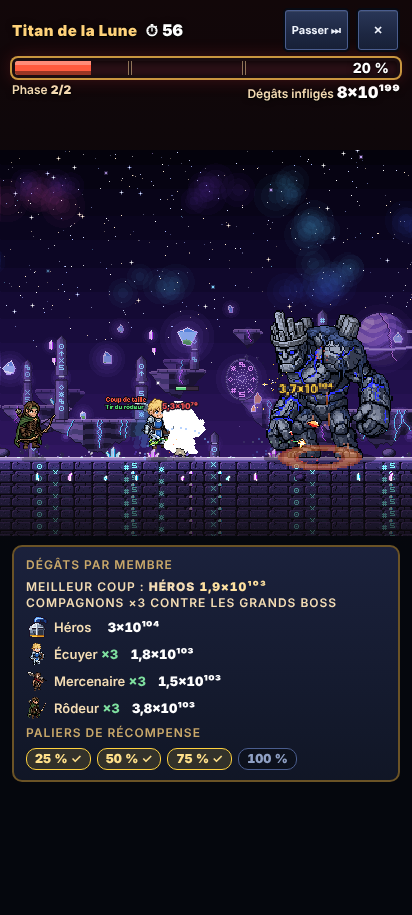 Titan de la Lune ⏱ 56
Passer ⏭
✕
20 %
Phase 2/2
Dégâts infligés 8×10¹⁹⁹
Coup de taille
Tir du rôdeur
3,7×10¹⁰⁴
DÉGÂTS PAR MEMBRE
MEILLEUR COUP : HÉROS 1,9×10¹⁰³
COMPAGNONS ×3 CONTRE LES GRANDS BOSS
Héros 3×10¹⁰⁴
Écuyer ×3 1,8×10¹⁰³
Mercenaire ×3 1,5×10¹⁰³
Rôdeur ×3 3,8×10¹⁰³
PALIERS DE RÉCOMPENSE
25 % ✓ 50 % ✓ 75 % ✓ 100 %